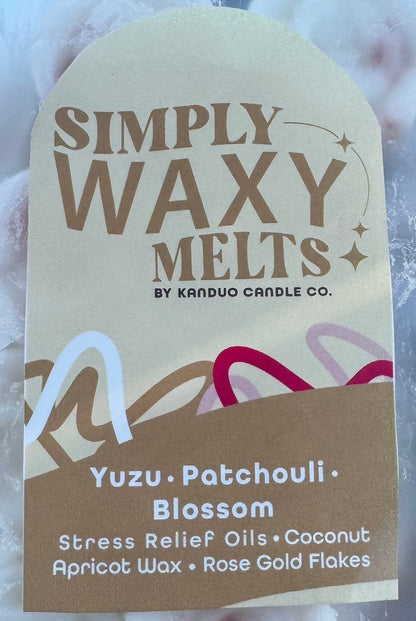 SIMPLY
WAXY
MELTS
BY KANDUO CANDLE CO.
Yuzu • Patchouli •
Blossom
Stress Relief Oils • Coconut
Apricot Wax • Rose Gold Flakes